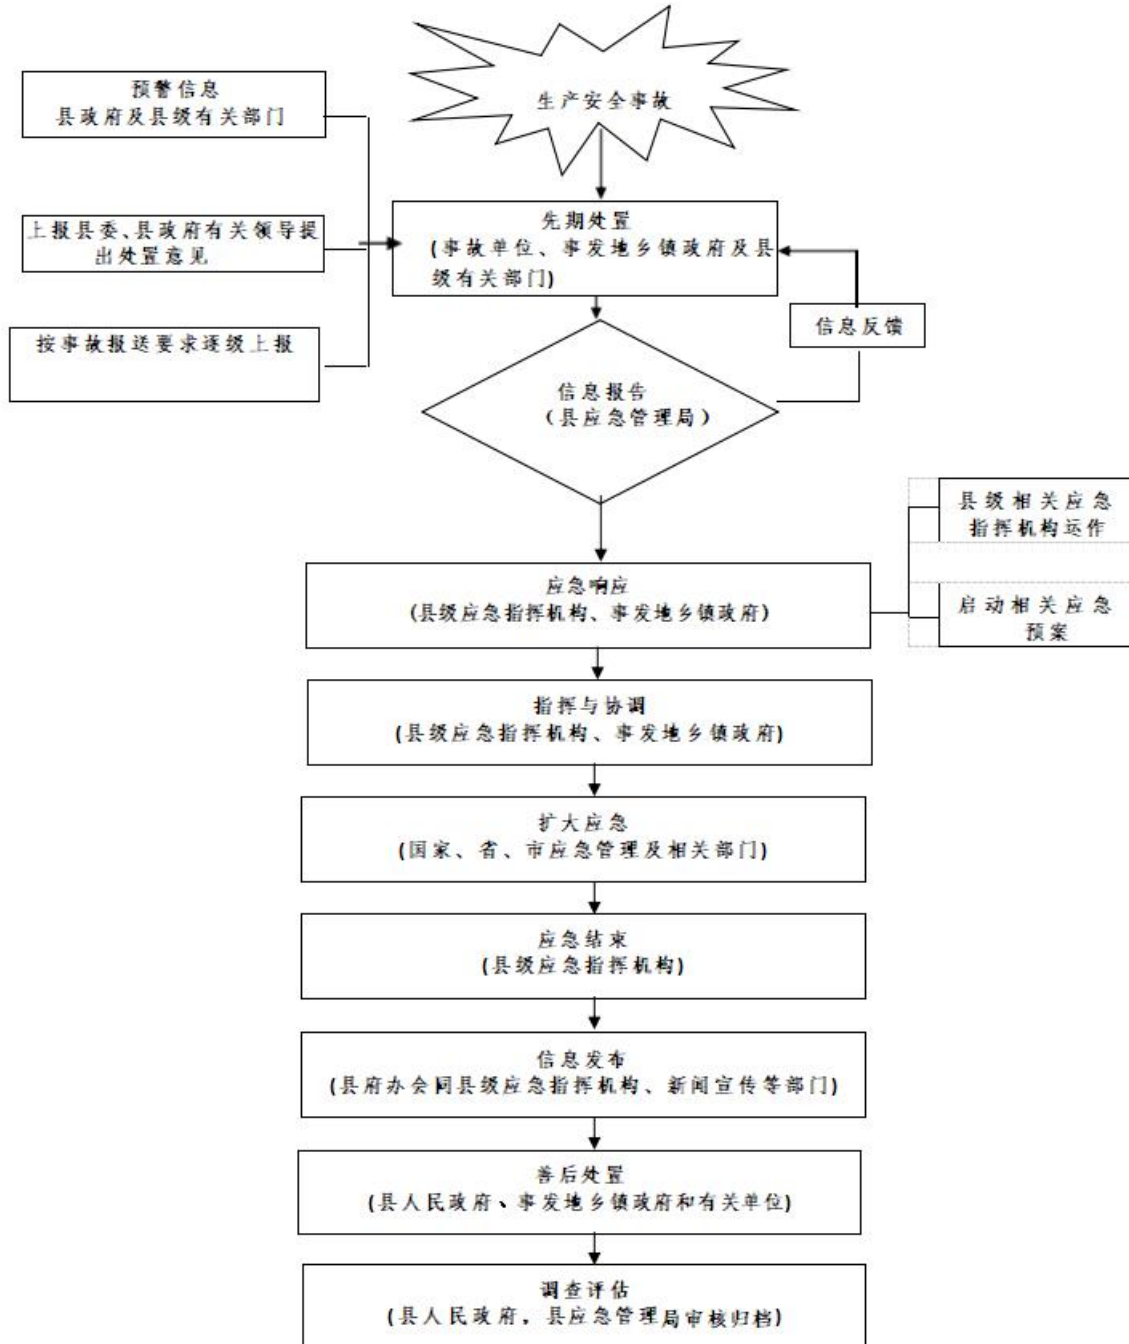 生产安全事故
预警信息
县政府及县级有关部门
上报县委、县政府有关领导提
出处置意见
按事故报送要求逐级上报
先期处置
(事故单位、事发地乡镇政府及县
级有关部门)
信息反馈
信息报告
（县应急管理局）
县级相关应急
指挥机构运作
启动相关应急
预案
应急响应
(县级应急指挥机构、事发地乡镇政府)
指挥与协调
(县级应急指挥机构、事发地乡镇政府)
扩大应急
(国家、省、市应急管理及相关部门)
应急结束
(县级应急指挥机构)
信息发布
(县府办会同县级应急指挥机构、新闻宣传等部门)
善后处置
(县人民政府、事发地乡镇政府和有关单位)
调查评估
(县人民政府，县应急管理局审核归档)